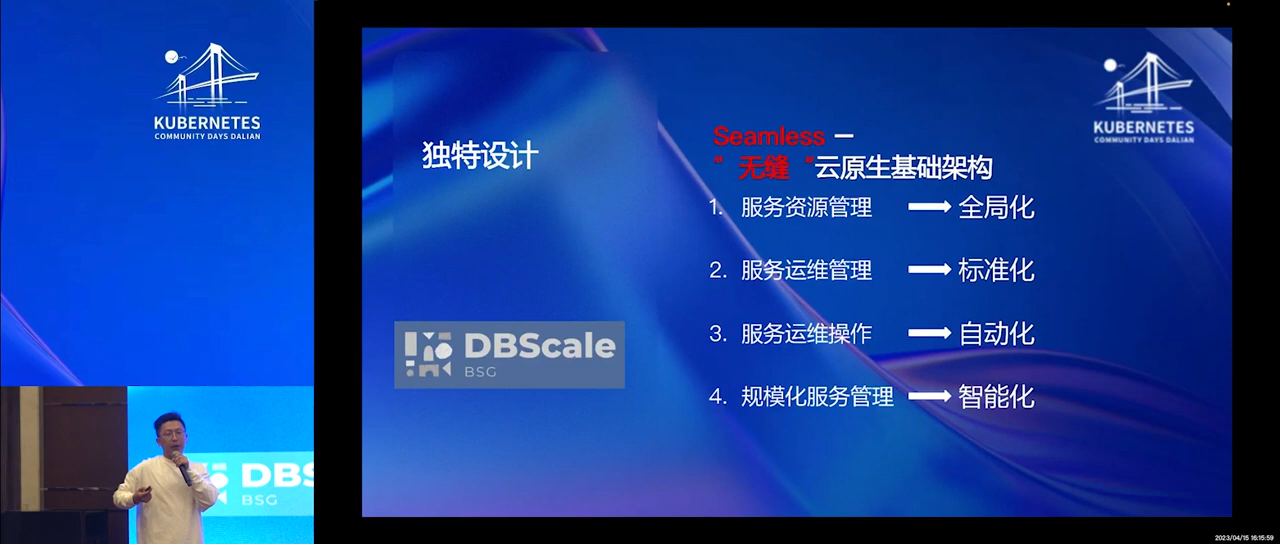 KUBERNETES
COMMUNITY DAYS DALIAN
DBS
BSG
KUBERNETES
COMMUNITY DAYS DALIAN
独特设计
DBScale
BSG
Seamless —
”无缝“云原生基础架构
1. 服务资源管理 → 全局化
2. 服务运维管理 → 标准化
3. 服务运维操作 → 自动化
4. 规模化服务管理 → 智能化
2023/04/15 16:15:59